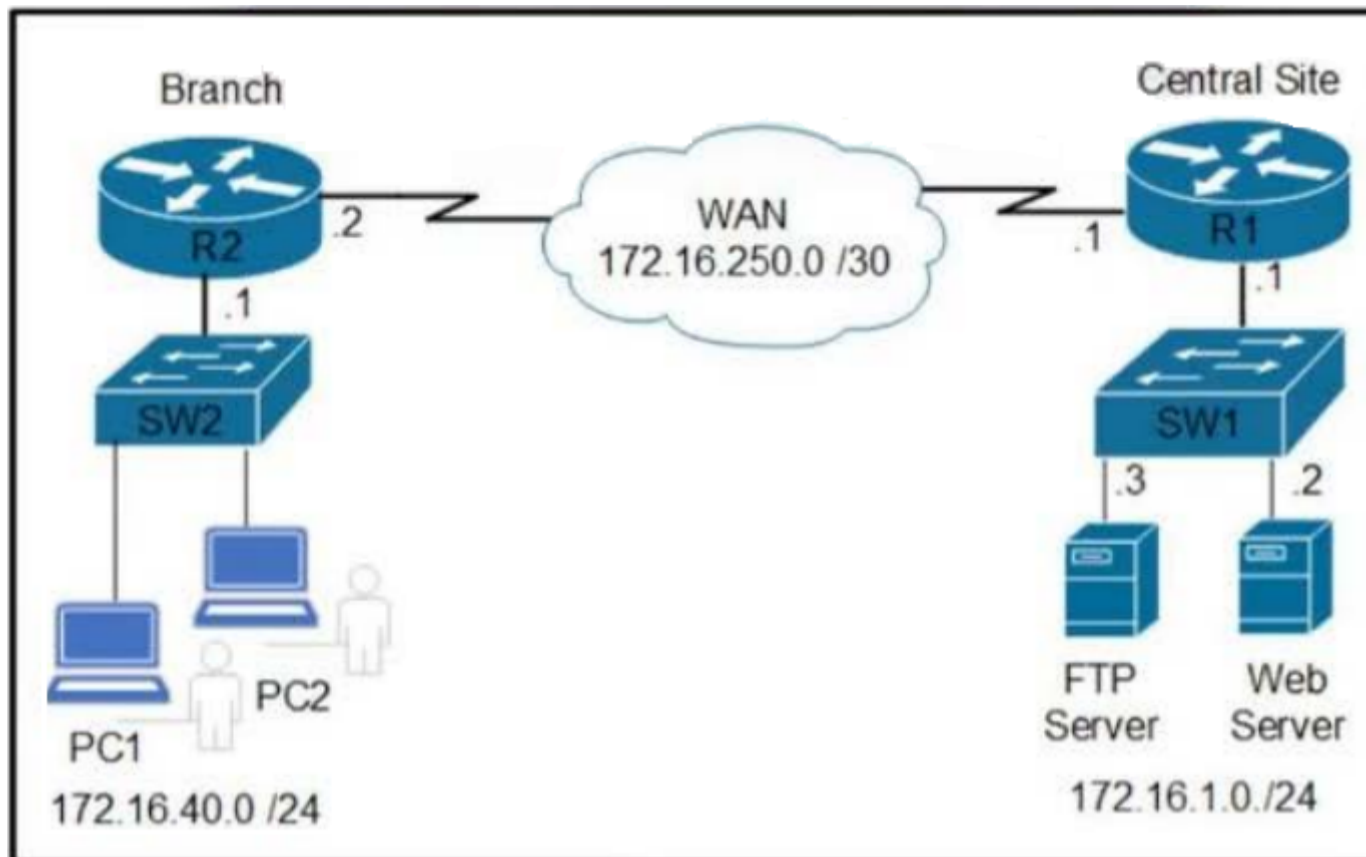 Branch
Central Site
R2
.2
WAN
172.16.250.0 /30
.1
R1
.1
.1
SW2
SW1
.3
.2
PC2
PC1
FTP
Server
Web
Server
172.16.40.0 /24
172.16.1.0./24